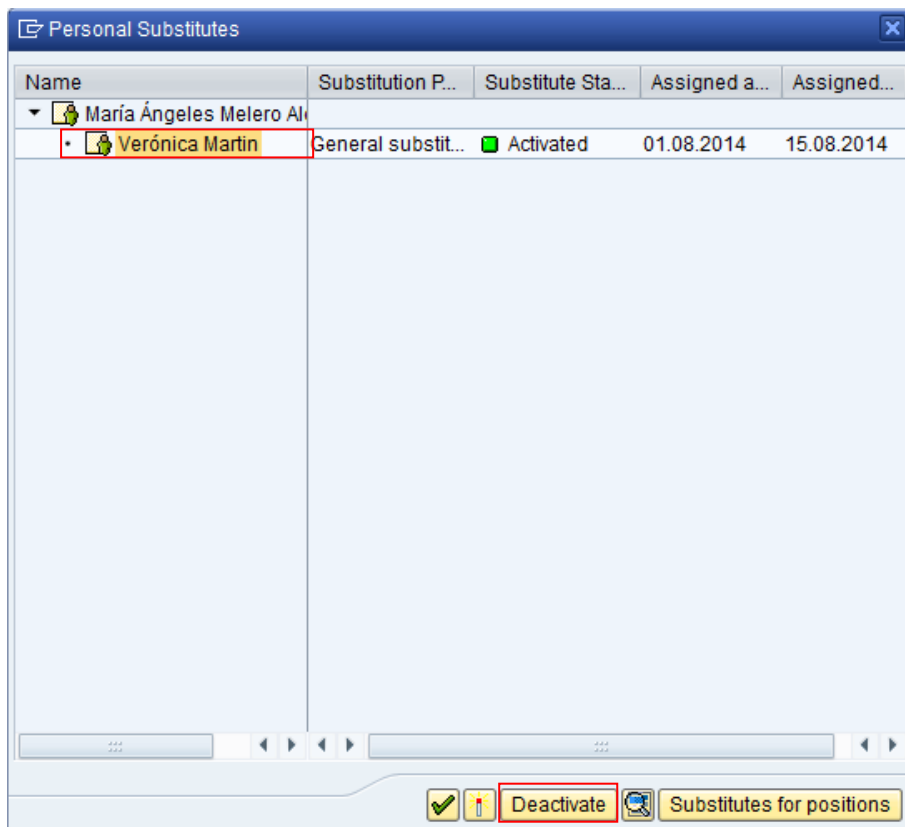 Personal Substitutes
Name Substitution P... Substitute Sta... Assigned a... Assigned...
María Ángeles Melero Al
Verónica Martin General substit... Activated 01.08.2014 15.08.2014
Deactivate Substitutes for positions